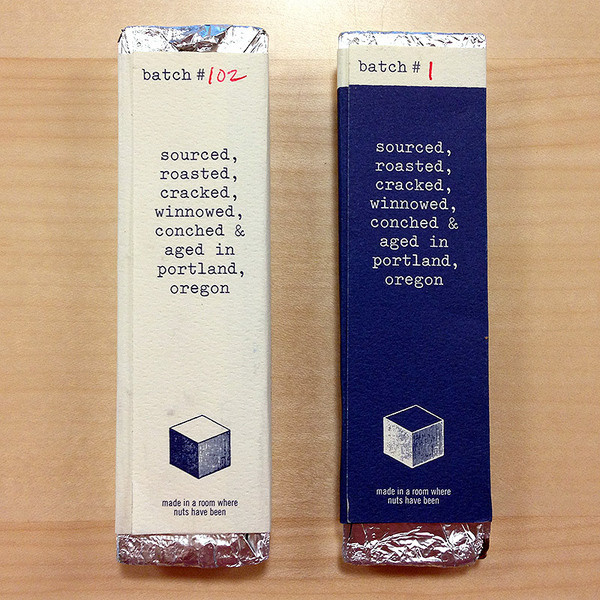 batch # 102
sourced,
roasted,
cracked,
winnowed,
conched &
aged in
portland,
oregon
made in a room where
nuts have been
batch # 1
sourced,
roasted,
cracked,
winnowed,
conched &
aged in
portland,
oregon
made in a room where
nuts have been